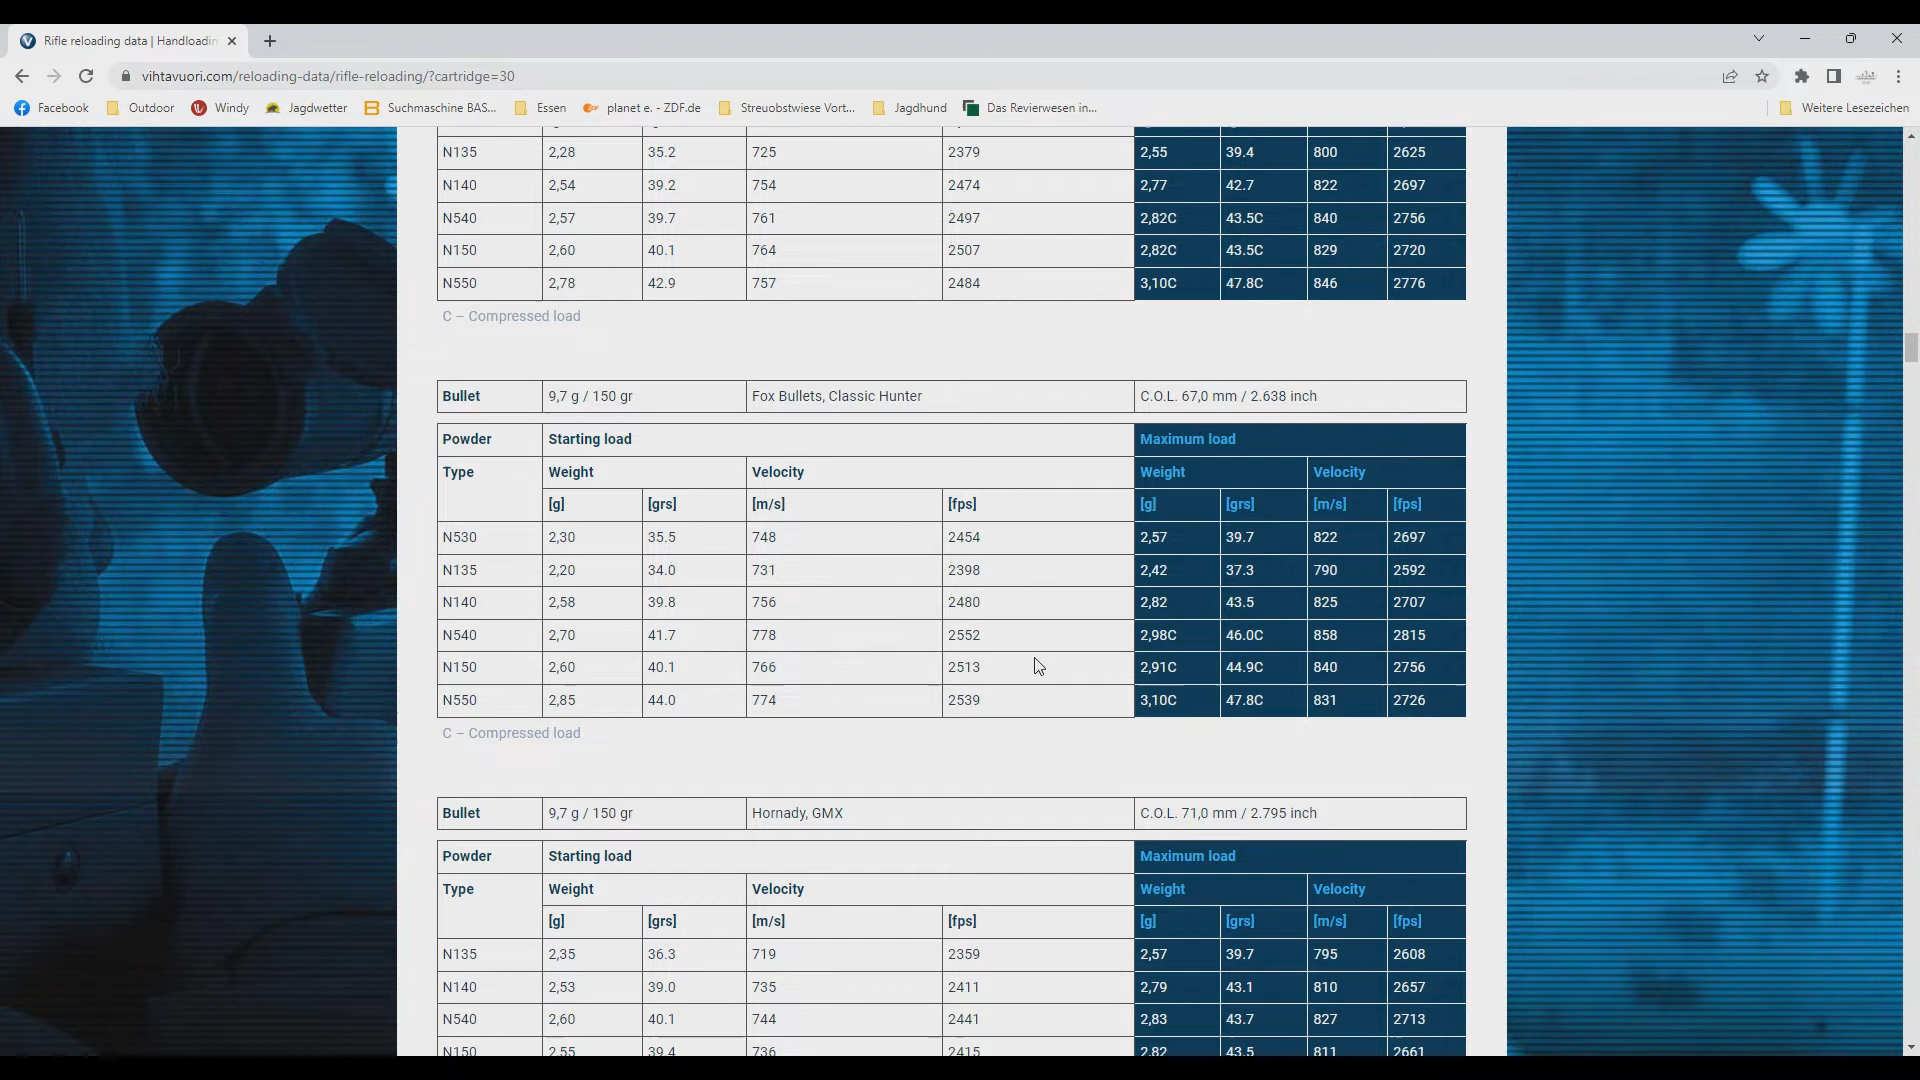 Rifle reloading data | Handloadin
vihtavuori.com/reloading-data/rifle-reloading/?cartridge=30
Facebook Outdoor Windy Jagdwetter Suchmaschine BAS... Essen planet e. - ZDF.de Streuobstwiese Vort... Jagdhund Das Revierwesen in... Weitere Lesezeichen
N135 2,28 35.2 725 2379 2,55 39.4 800 2625
N140 2,54 39.2 754 2474 2,77 42.7 822 2697
N540 2,57 39.7 761 2497 2,82C 43.5C 840 2756
N150 2,60 40.1 764 2507 2,82C 43.5C 829 2720
N550 2,78 42.9 757 2484 3,10C 47.8C 846 2776
C – Compressed load
Bullet 9,7 g / 150 gr Fox Bullets, Classic Hunter C.O.L. 67,0 mm / 2.638 inch
Powder Starting load Maximum load
Type Weight Velocity Weight Velocity
[g] [grs] [m/s] [fps] [g] [grs] [m/s] [fps]
N530 2,30 35.5 748 2454 2,57 39.7 822 2697
N135 2,20 34.0 731 2398 2,42 37.3 790 2592
N140 2,58 39.8 756 2480 2,82 43.5 825 2707
N540 2,70 41.7 778 2552 2,98C 46.0C 858 2815
N150 2,60 40.1 766 2513 2,91C 44.9C 840 2756
N550 2,85 44.0 774 2539 3,10C 47.8C 831 2726
C – Compressed load
Bullet 9,7 g / 150 gr Hornady, GMX C.O.L. 71,0 mm / 2.795 inch
Powder Starting load Maximum load
Type Weight Velocity Weight Velocity
[g] [grs] [m/s] [fps] [g] [grs] [m/s] [fps]
N135 2,35 36.3 719 2359 2,57 39.7 795 2608
N140 2,53 39.0 735 2411 2,79 43.1 810 2657
N540 2,60 40.1 744 2441 2,83 43.7 827 2713
N150 2,55 39.4 736 2415 2,82 43.5 811 2661